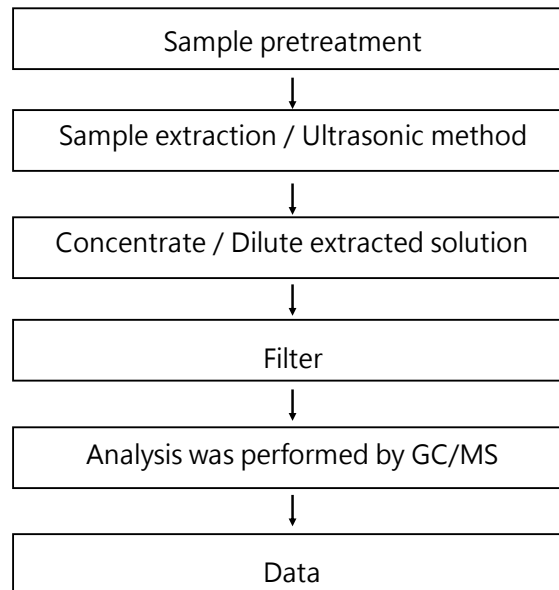 Sample pretreatment
Sample extraction / Ultrasonic method
Concentrate / Dilute extracted solution
Filter
Analysis was performed by GC/MS
Data